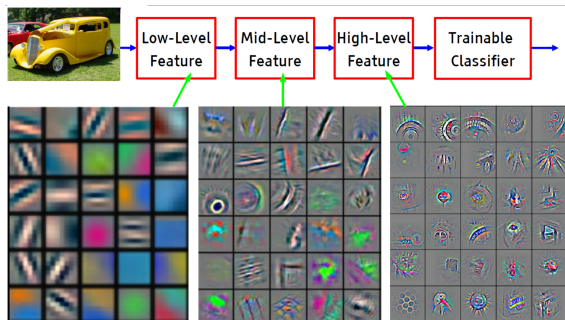 Low-Level
Feature
Mid-Level
Feature
High-Level
Feature
Trainable
Classifier